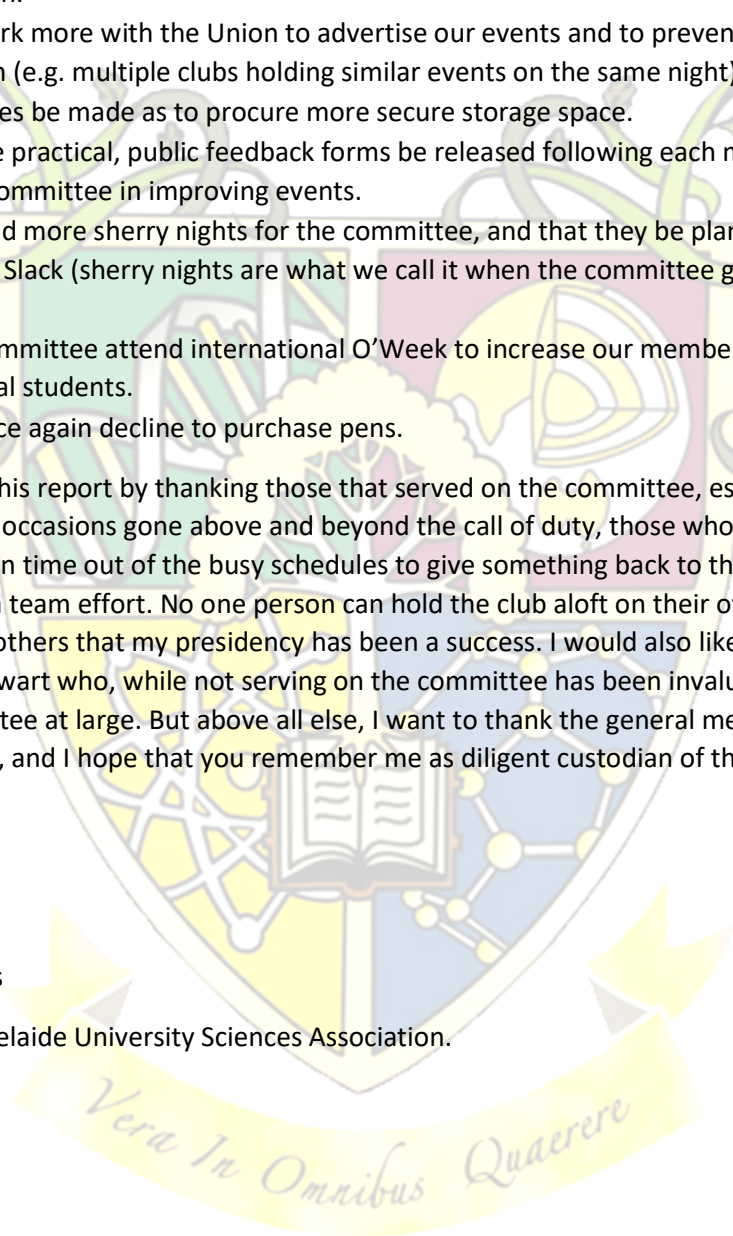 rk more with the Union to advertise our events and to preven
(e.g. multiple clubs holding similar events on the same night)
es be made as to procure more secure storage space.
practical, public feedback forms be released following each
ommittee in improving events.
d more sherry nights for the committee, and that they be plan
Slack (sherry nights are what we call it when the committee g
mmittee attend international O’Week to increase our membe
al students.
ce again decline to purchase pens.
his report by thanking those that served on the committee, es
occasions gone above and beyond the call of duty, those who
n time out of the busy schedules to give something back to th
team effort. No one person can hold the club aloft on their o
others that my presidency has been a success. I would also like
wart who, while not serving on the committee has been invalu
tee at large. But above all else, I want to thank the general me
, and I hope that you remember me as diligent custodian of th
s
elaide University Sciences Association.
Vera In Omnibus Quaerere